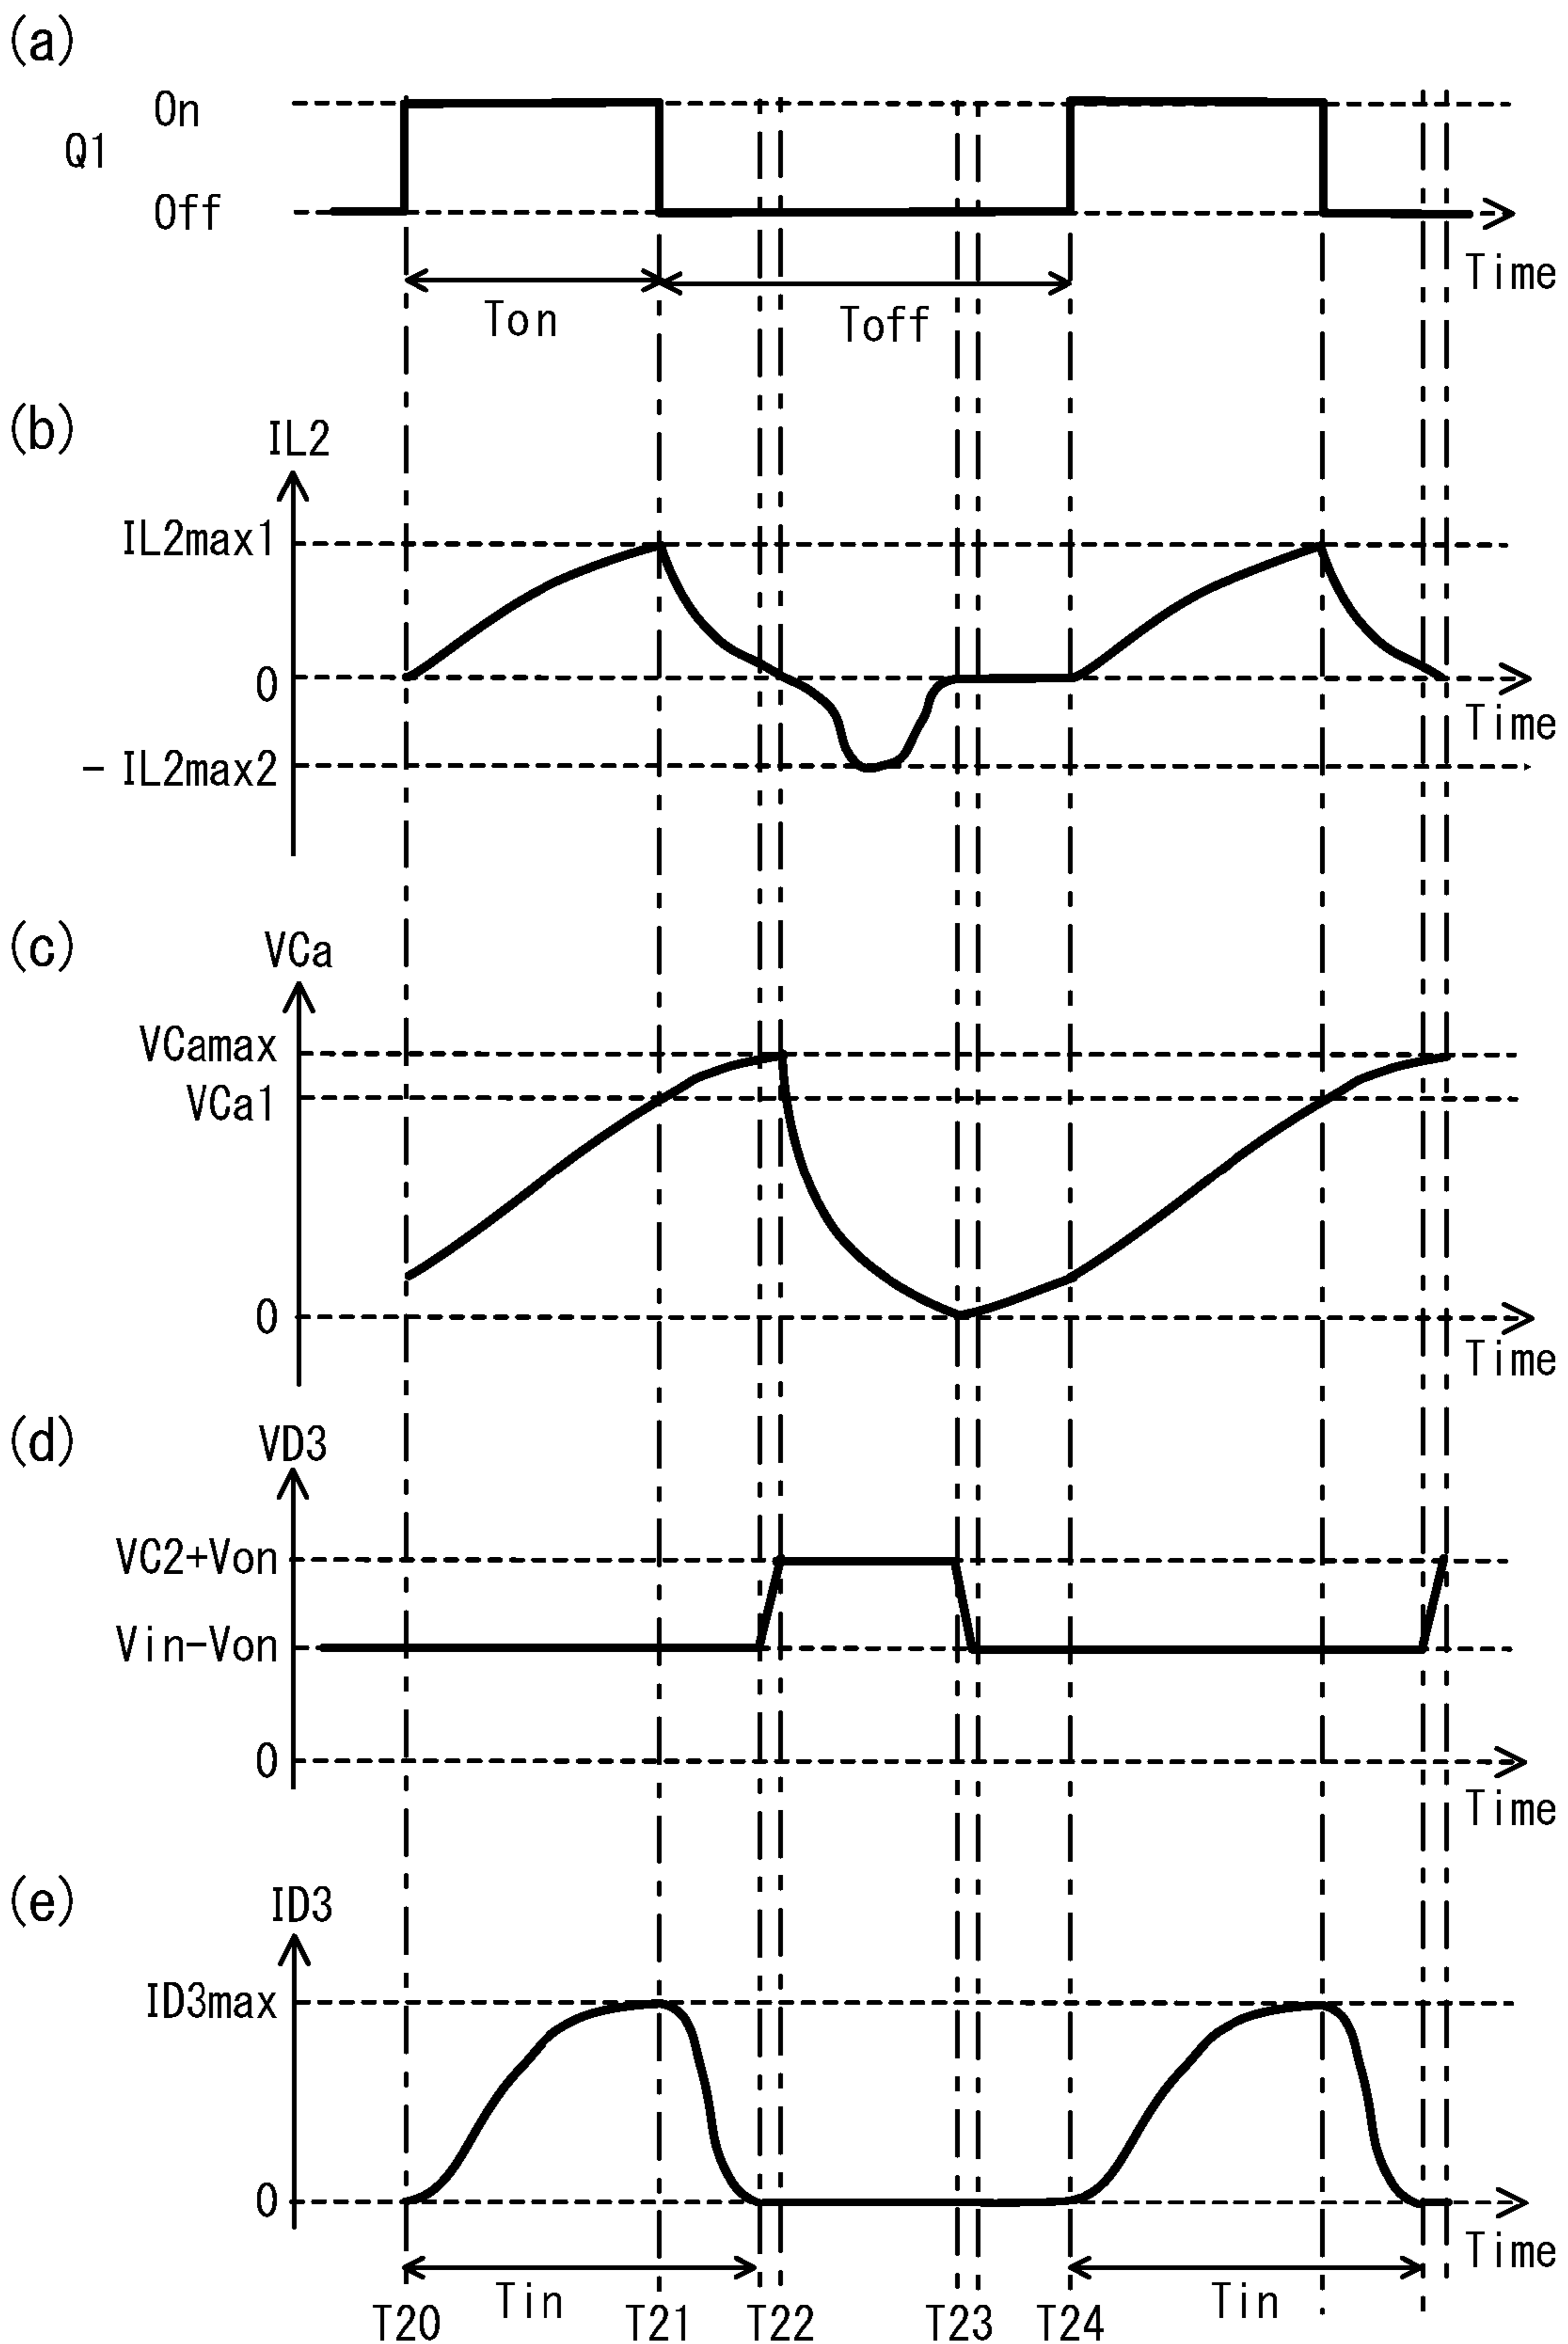 (a)
On
Q1
Off
Time
Ton
Toff
(b)
IL2
IL2max1
0
Time
- IL2max2
(c)
VCa
VCamax
VCa1
0
Time
(d)
VD3
VC2+Von
Vin-Von
0
Time
(e)
ID3
ID3max
0
Time
Tin Tin
T20 T21 T22 T23 T24